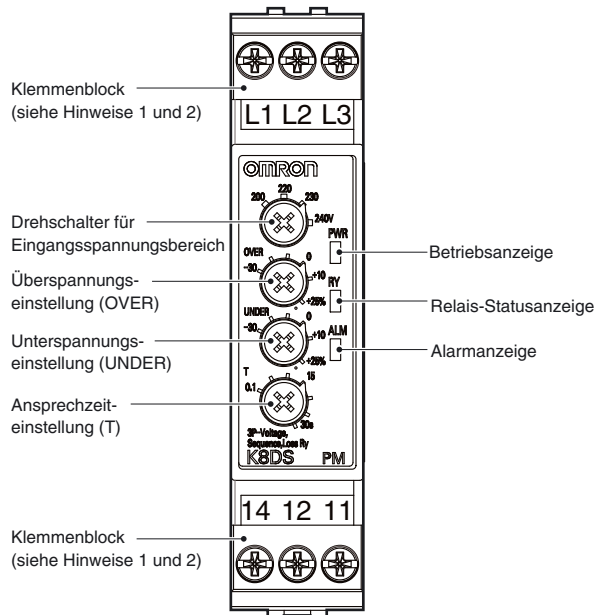 Klemmenblock
(siehe Hinweise 1 und 2)
L1 L2 L3
OMRON
200 220 230 240V
Drehschalter für
Eingangsspannungsbereich
PWR
Betriebsanzeige
OVER
-30 0 +10 +25%
Überspannungs-
einstellung (OVER)
RY
Relais-Statusanzeige
UNDER
-30 0 +10 +25%
Unterspannungs-
einstellung (UNDER)
ALM
Alarmanzeige
T
0.1 15 30s
Ansprechzeit-
einstellung (T)
3P-Voltage,
Sequence,Loss Ry
K8DS PM
14 12 11
Klemmenblock
(siehe Hinweise 1 und 2)